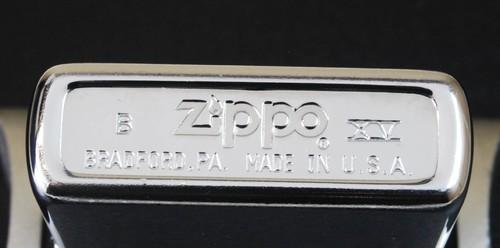 B Zippo® XV
BRADFORD, PA. MADE IN U.S.A.